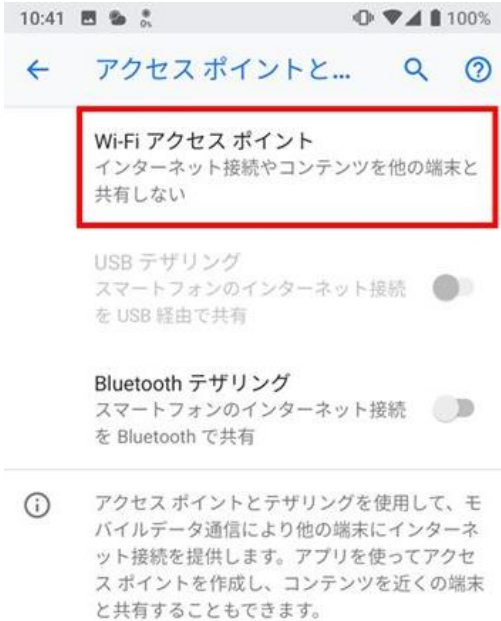 10:41 0% 100%
アクセス ポイントと...
Wi-Fi アクセス ポイント
インターネット接続やコンテンツを他の端末と
共有しない
USB テザリング
スマートフォンのインターネット接続
を USB 経由で共有
Bluetooth テザリング
スマートフォンのインターネット接続
を Bluetooth で共有
アクセス ポイントとテザリングを使用して、モ
バイルデータ通信により他の端末にインターネ
ット接続を提供します。アプリを使ってアクセ
ス ポイントを作成し、コンテンツを近くの端末
と共有することもできます。